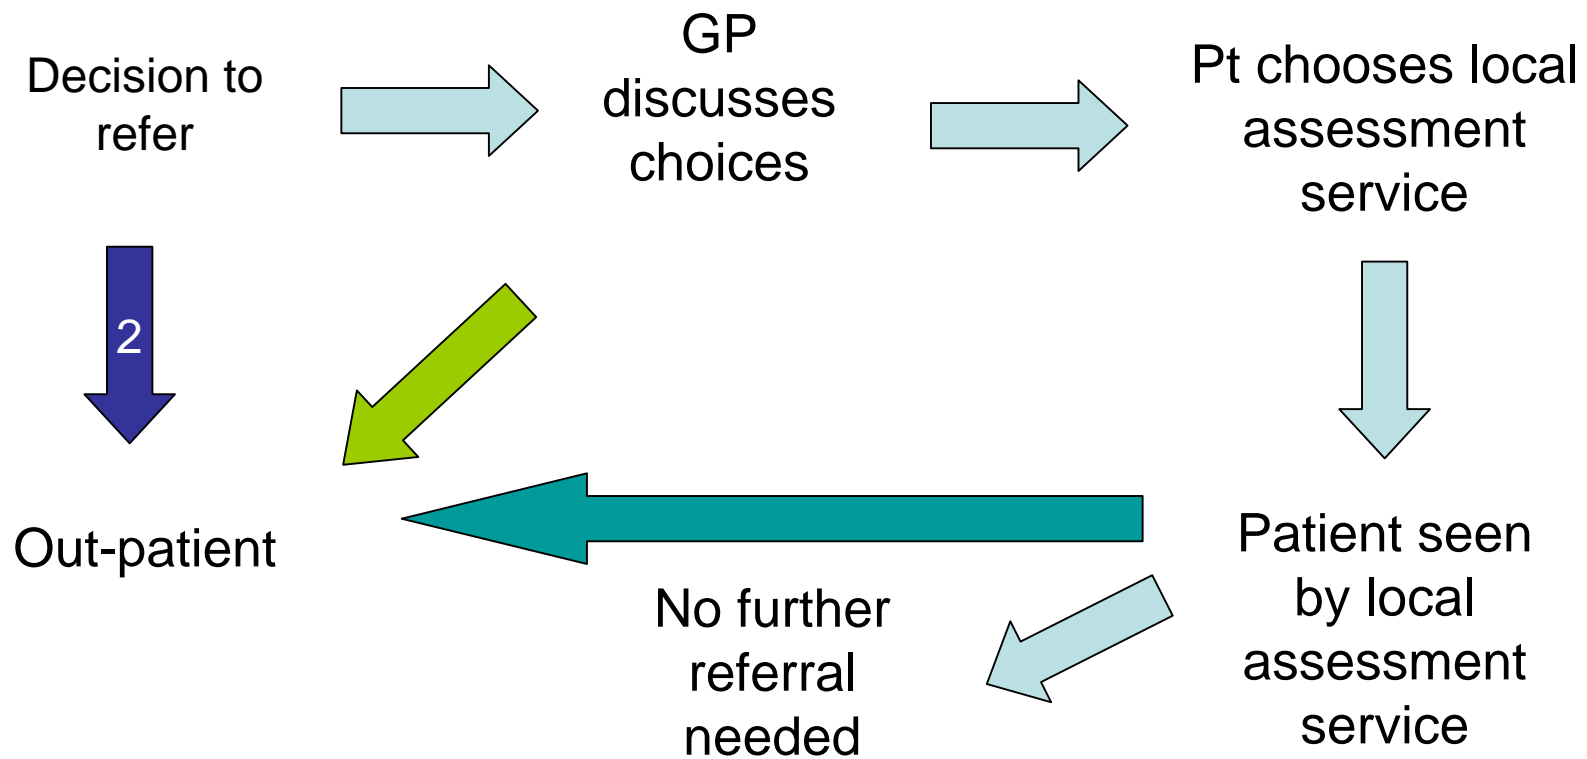 Decision to
refer
GP
discusses
choices
Pt chooses local
assessment
service
2
Out-patient
No further
referral
needed
Patient seen
by local
assessment
service